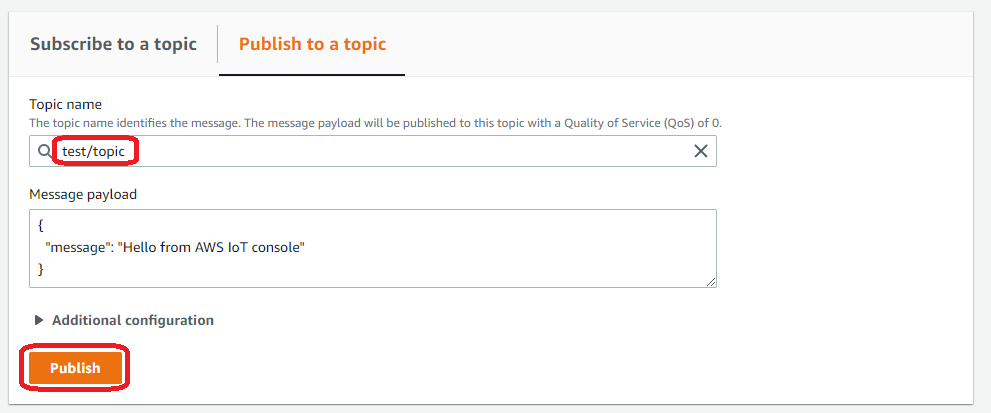 Subscribe to a topic
Publish to a topic
Topic name
The topic name identifies the message. The message payload will be published to this topic with a Quality of Service (QoS) of 0.
test/topic
Message payload
{
"message": "Hello from AWS IoT console"
}
Additional configuration
Publish